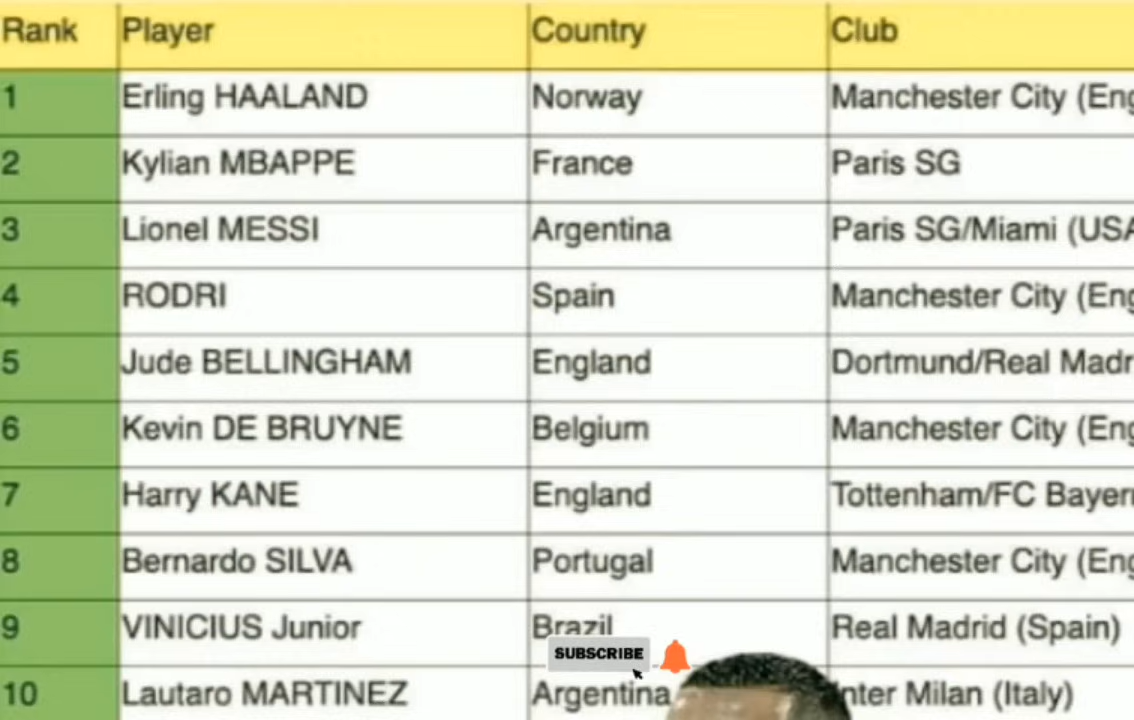 Rank Player Country Club
1 Erling HAALAND Norway Manchester City (Eng
2 Kylian MBAPPE France Paris SG
3 Lionel MESSI Argentina Paris SG/Miami (USA
4 RODRI Spain Manchester City (Eng
5 Jude BELLINGHAM England Dortmund/Real Madr
6 Kevin DE BRUYNE Belgium Manchester City (Eng
7 Harry KANE England Tottenham/FC Bayern
8 Bernardo SILVA Portugal Manchester City (Eng
9 VINICIUS Junior Brazil Real Madrid (Spain)
SUBSCRIBE
10 Lautaro MARTINEZ Argentina Inter Milan (Italy)